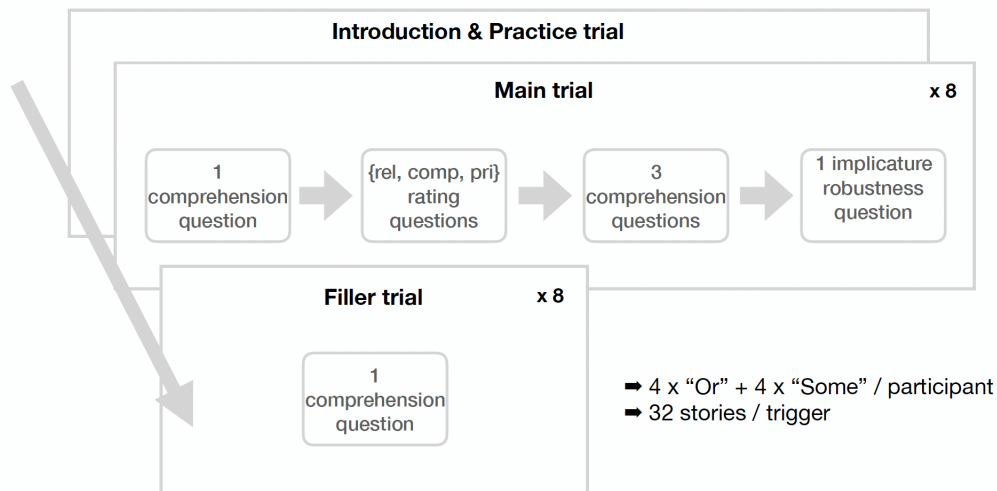 Introduction & Practice trial
Main trial
x 8
1
comprehension
question
{rel, comp, pri}
rating
questions
3
comprehension
questions
1 implicature
robustness
question
Filler trial
x 8
1
comprehension
question
➡ 4 x “Or” + 4 x “Some” / participant
➡ 32 stories / trigger